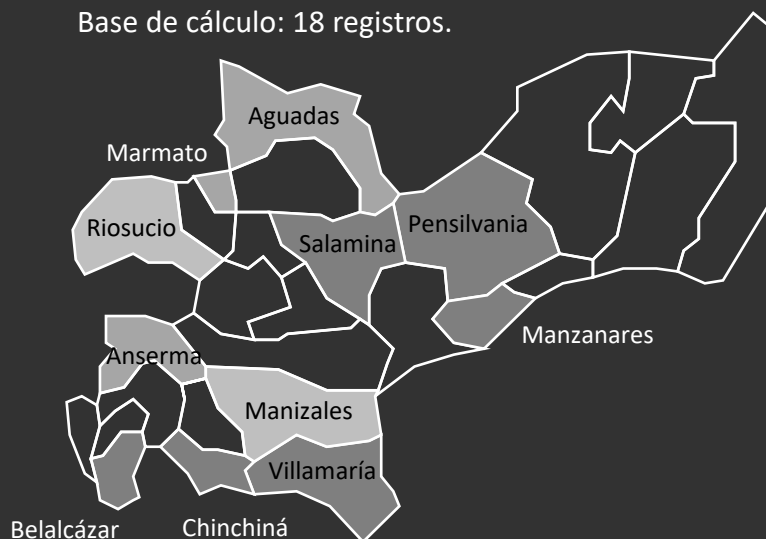 Base de cálculo: 18 registros.
Aguadas
Marmato
Riosucio
Salamina
Pensilvania
Manzanares
Anserma
Manizales
Villamaría
Belalcázar
Chinchiná